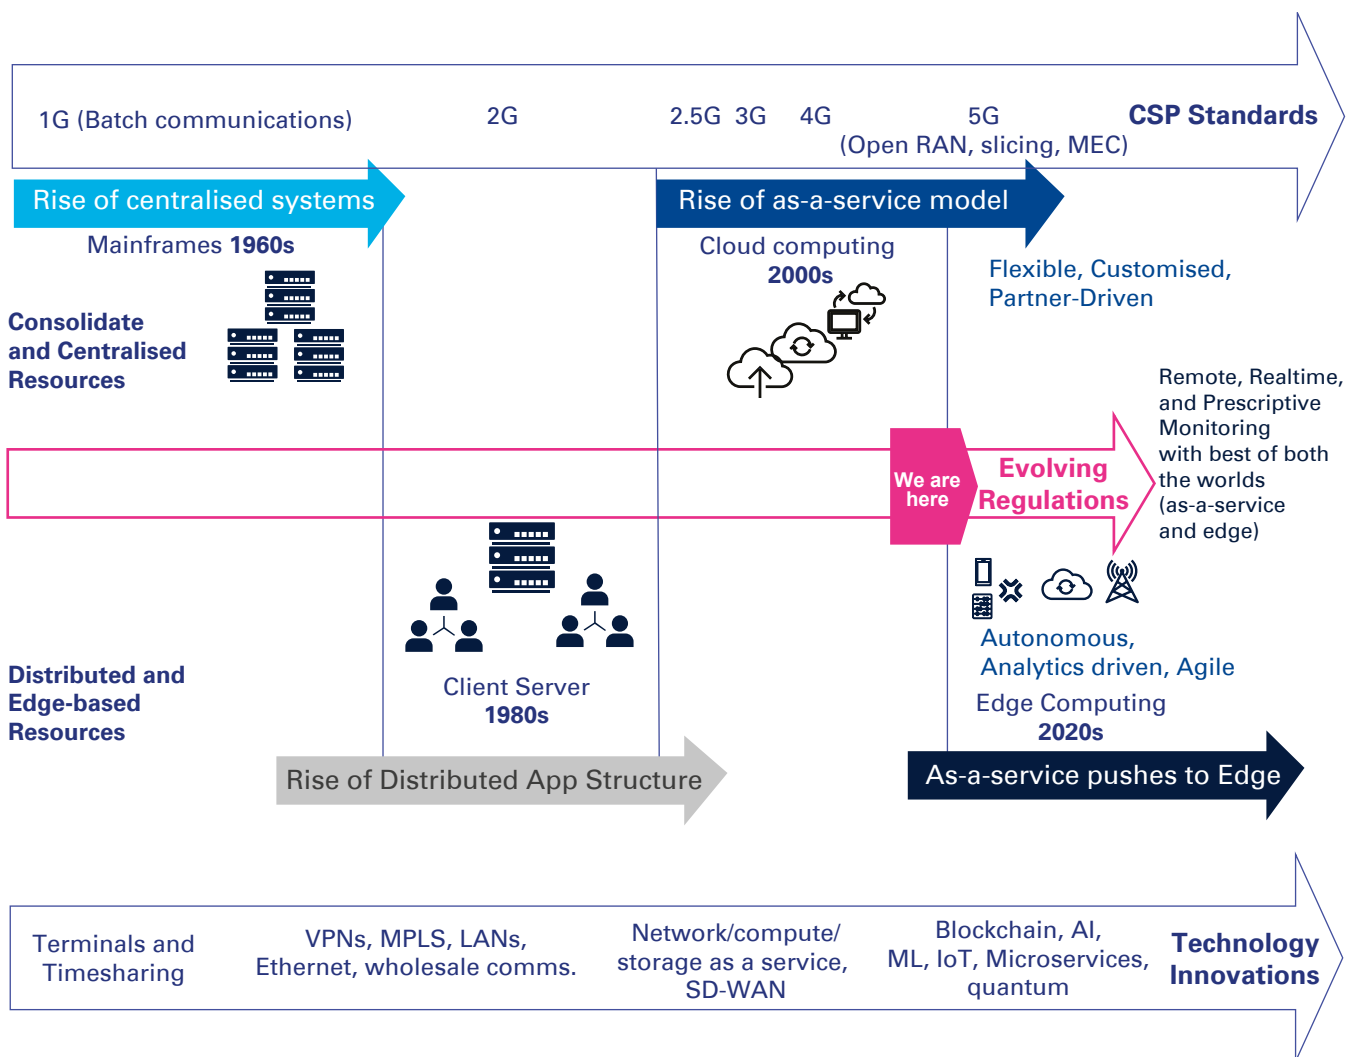 1G (Batch communications)
2G
2.5G 3G 4G 5G
(Open RAN, slicing, MEC)
CSP Standards
Rise of centralised systems
Rise of as-a-service model
Mainframes 1960s
Cloud computing
2000s
Flexible, Customised,
Partner-Driven
Consolidate
and Centralised
Resources
Remote, Realtime,
and Prescriptive
Monitoring
with best of both
the worlds
(as-a-service
and edge)
We are
here
Evolving
Regulations
Distributed and
Edge-based
Resources
Client Server
1980s
Autonomous,
Analytics driven, Agile
Edge Computing
2020s
Rise of Distributed App Structure
As-a-service pushes to Edge
Terminals and
Timesharing
VPNs, MPLS, LANs,
Ethernet, wholesale comms.
Network/compute/
storage as a service,
SD-WAN
Blockchain, AI,
ML, IoT, Microservices,
quantum
Technology
Innovations